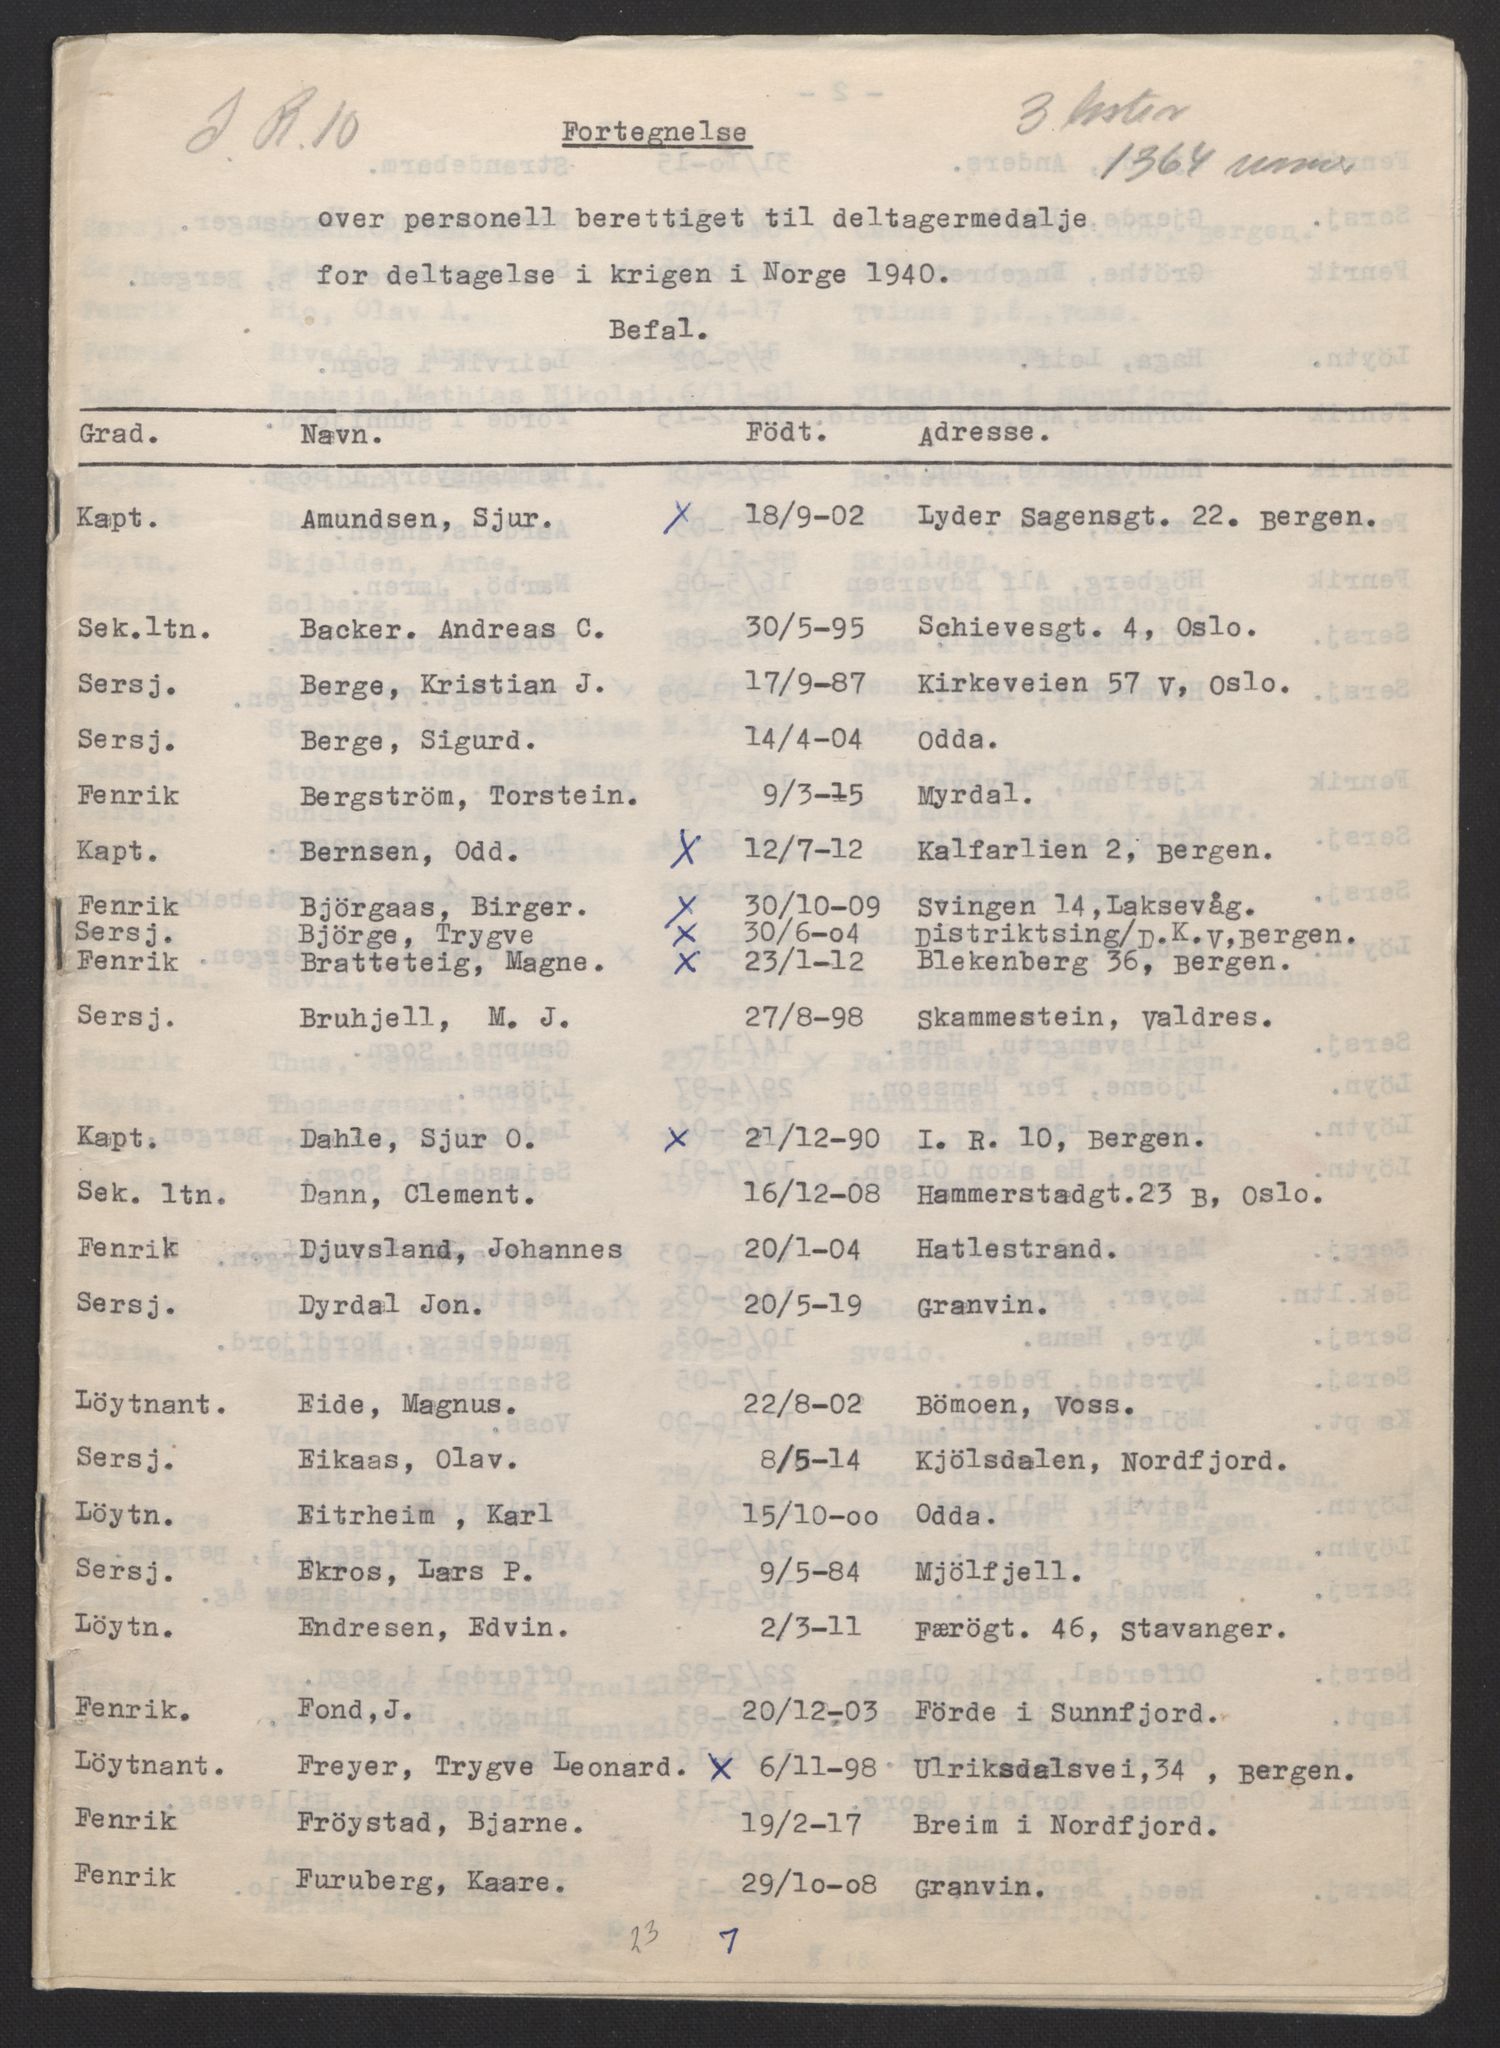 J. R. 10
3 lister
Fortegnelse
1364 navn
over personell berettiget til deltagermedalje
for deltagelse i krigen i Norge 1940.
Befal.
Grad. Navn. Födt. Adresse.
Kapt. Amundsen, Sjur. X 18/9-02 Lyder Sagensgt. 22. Bergen.
Sek.ltn. Backer. Andreas C. 30/5-95 Schievesgt. 4, Oslo.
Sersj. Berge, Kristian J. 17/9-87 Kirkeveien 57 V, Oslo.
Sersj. Berge, Sigurd. 14/4-04 Odda.
Fenrik Bergström, Torstein. 9/3-15 Myrdal.
Kapt. Bernsen, Odd. X 12/7-12 Kalfarlien 2, Bergen.
Fenrik Björgaas, Birger. X 30/10-09 Svingen 14,Laksevåg.
Sersj. Björge, Trygve X 30/6-o4 Distriktsing/D.K.V,Bergen.
Fenrik Bratteteig, Magne. X 23/1-12 Blekenberg 36, Bergen.
Sersj. Bruhjell, M. J. 27/8-98 Skammestein, Valdres.
Kapt. Dahle, Sjur O. X 21/12-90 I. R. 10, Bergen.
Sek. ltn. Dann, Clement. 16/12-08 Hammerstadgt.23 B, Oslo.
Fenrik Djuvsland, Johannes 20/1-04 Hatlestrand.
Sersj. Dyrdal Jon. 20/5-19 Granvin.
Löytnant. Eide, Magnus. 22/8-02 Bömoen, Voss.
Sersj. Eikaas, Olav. 8/5-14 Kjölsdalen, Nordfjord.
Löytn. Eitrheim , Karl 15/10-oo Odda.
Sersj. Ekros, Lars P. 9/5-84 Mjölfjell.
Löytn. Endresen, Edvin. 2/3-11 Færögt. 46, Stavanger.
Fenrik. Fond,J. 20/12-03 Förde i Sunnfjord.
Löytnant. Freyer, Trygve Leonard. X 6/11-98 Ulriksdalsvei,34 , Bergen.
Fenrik Fröystad, Bjarne. 19/2-17 Breim i Nordfjord.
Fenrik Furuberg, Kaare. 29/1o-o8 Granvin.
23 7